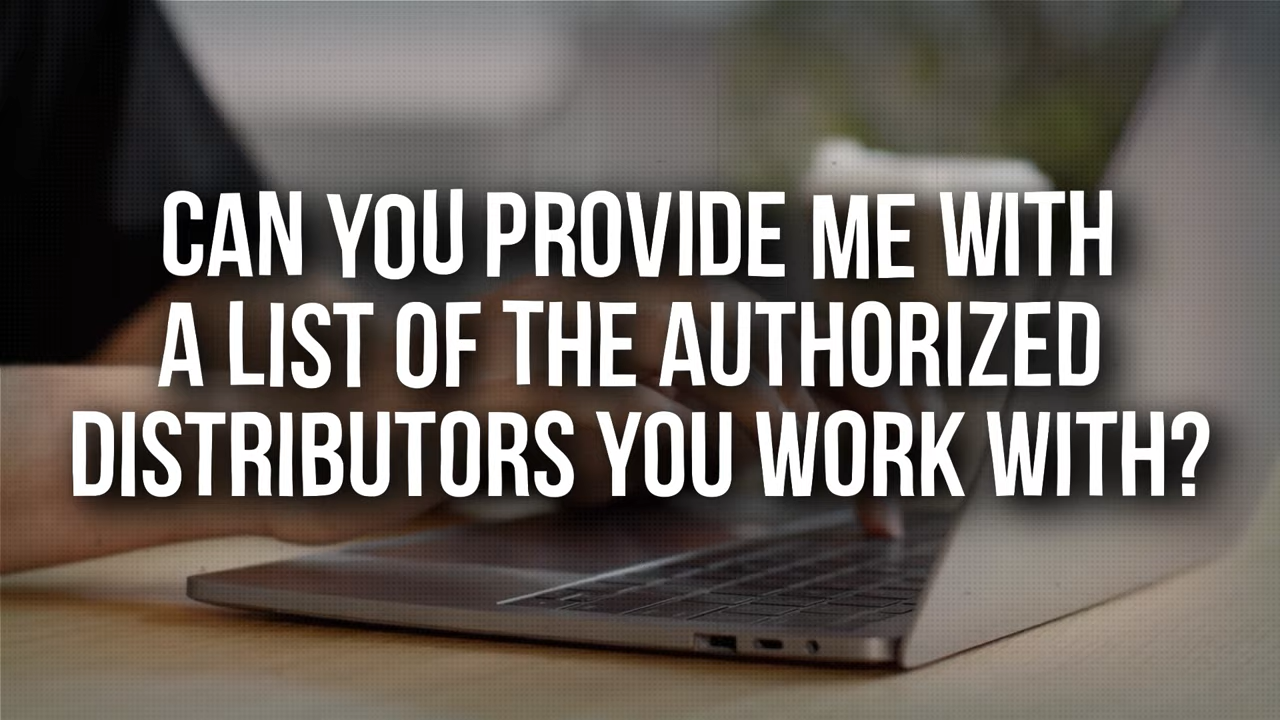 CAN YOU PROVIDE ME WITH
A LIST OF THE AUTHORIZED
DISTRIBUTORS YOU WORK WITH?